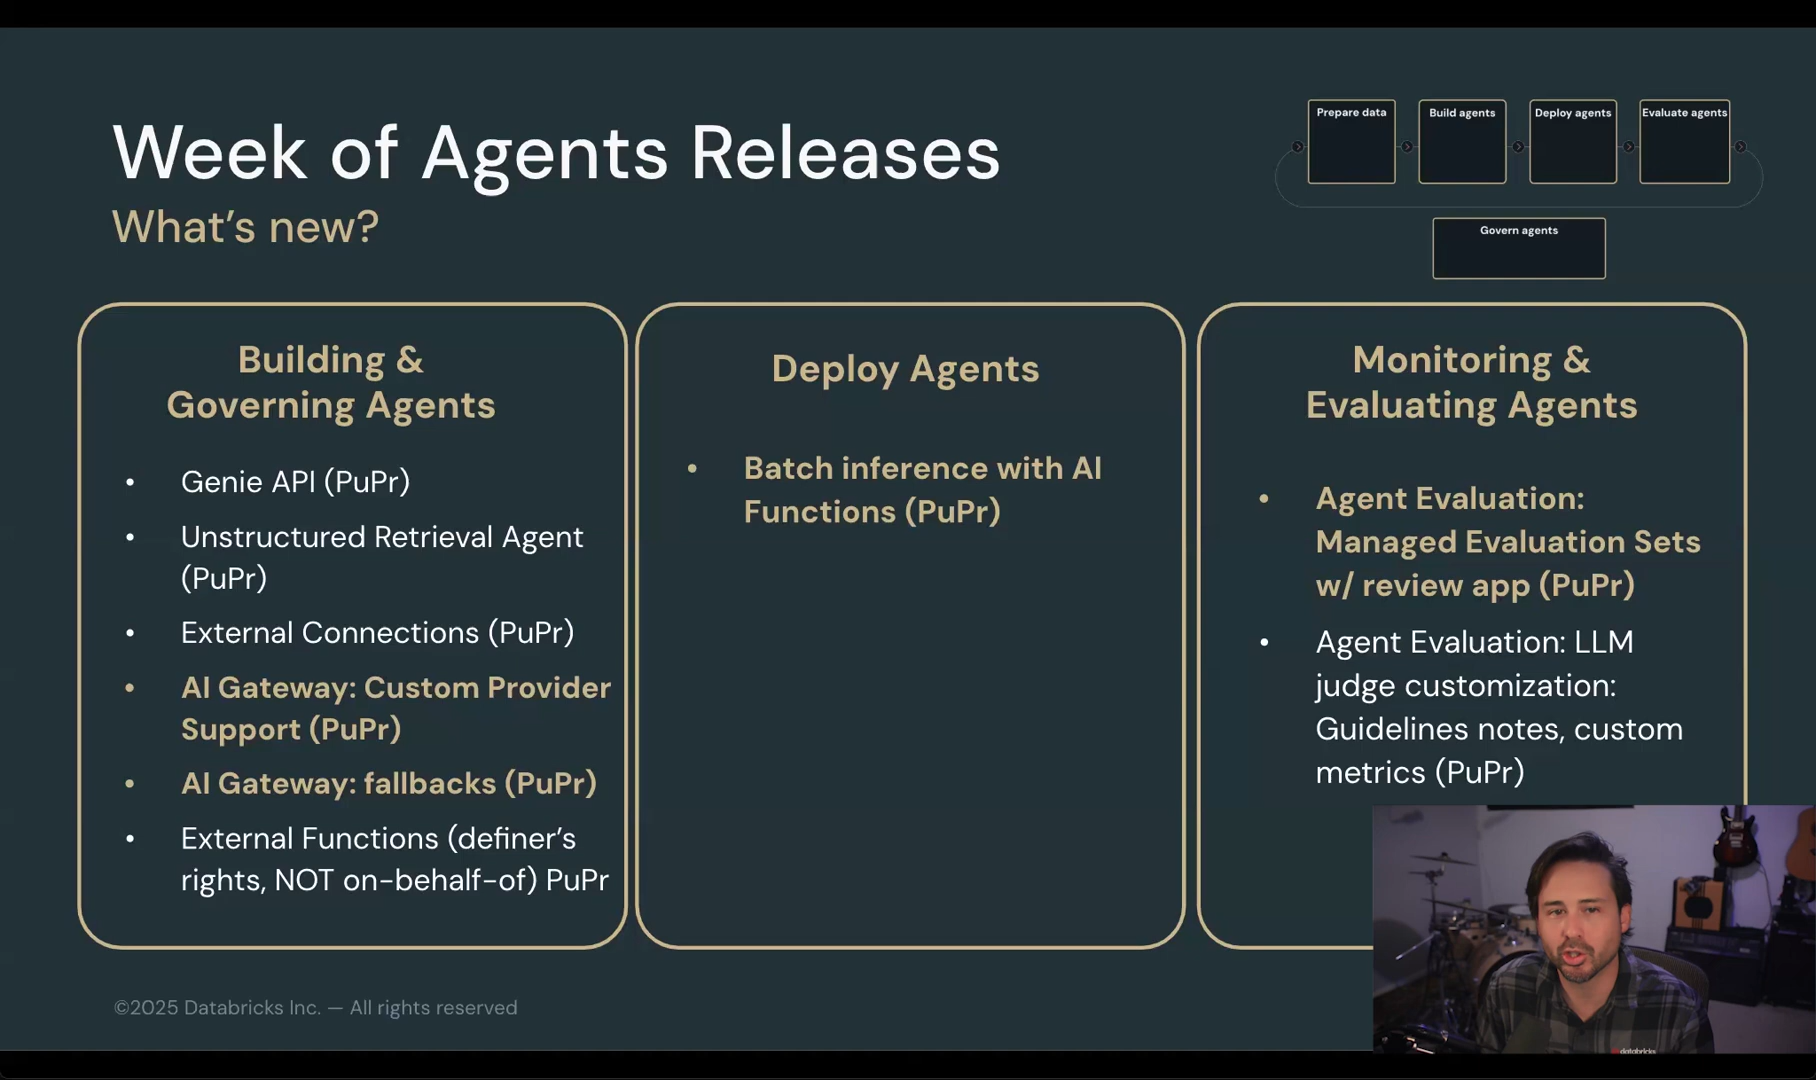 Week of Agents Releases
What's new?
Prepare data
Build agents
Deploy agents
Evaluate agents
Govern agents
Building &
Governing Agents
• Genie API (PuPr)
• Unstructured Retrieval Agent
(PuPr)
• External Connections (PuPr)
• AI Gateway: Custom Provider
Support (PuPr)
• AI Gateway: fallbacks (PuPr)
• External Functions (definer's
rights, NOT on-behalf-of) PuPr
Deploy Agents
• Batch inference with AI
Functions (PuPr)
Monitoring &
Evaluating Agents
• Agent Evaluation:
Managed Evaluation Sets
w/ review app (PuPr)
• Agent Evaluation: LLM
judge customization:
Guidelines notes, custom
metrics (PuPr)
©2025 Databricks Inc. — All rights reserved
databricks